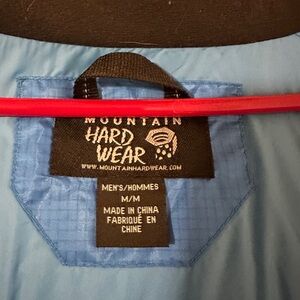 MOUNTAIN
HARD
WEAR
WWW.MOUNTAINHARDWEAR.COM
MEN'S/HOMMES
M/M
MADE IN CHINA
FABRIQUÉ EN
CHINE